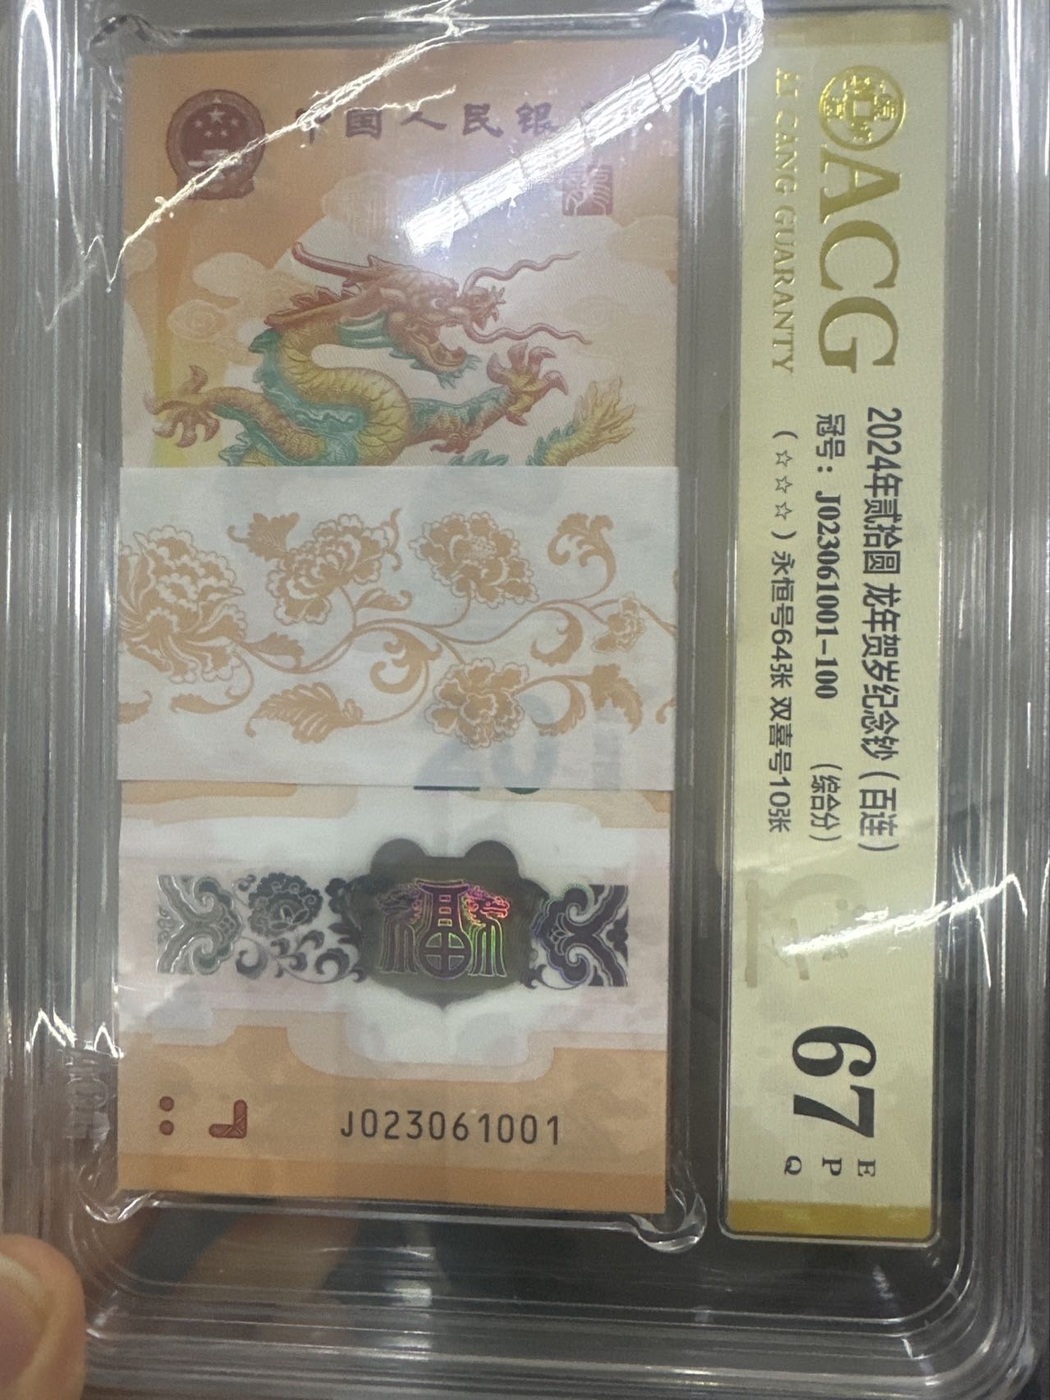 中国人民银
ACG
CANG GUARANTY
2024年贰拾圆 龙年贺岁纪念钞（百连）
冠号：J023061001-100 （综合分）
（☆☆☆☆）永恒号64张 双喜号10张
67
E
P
Q
20
福
J023061001